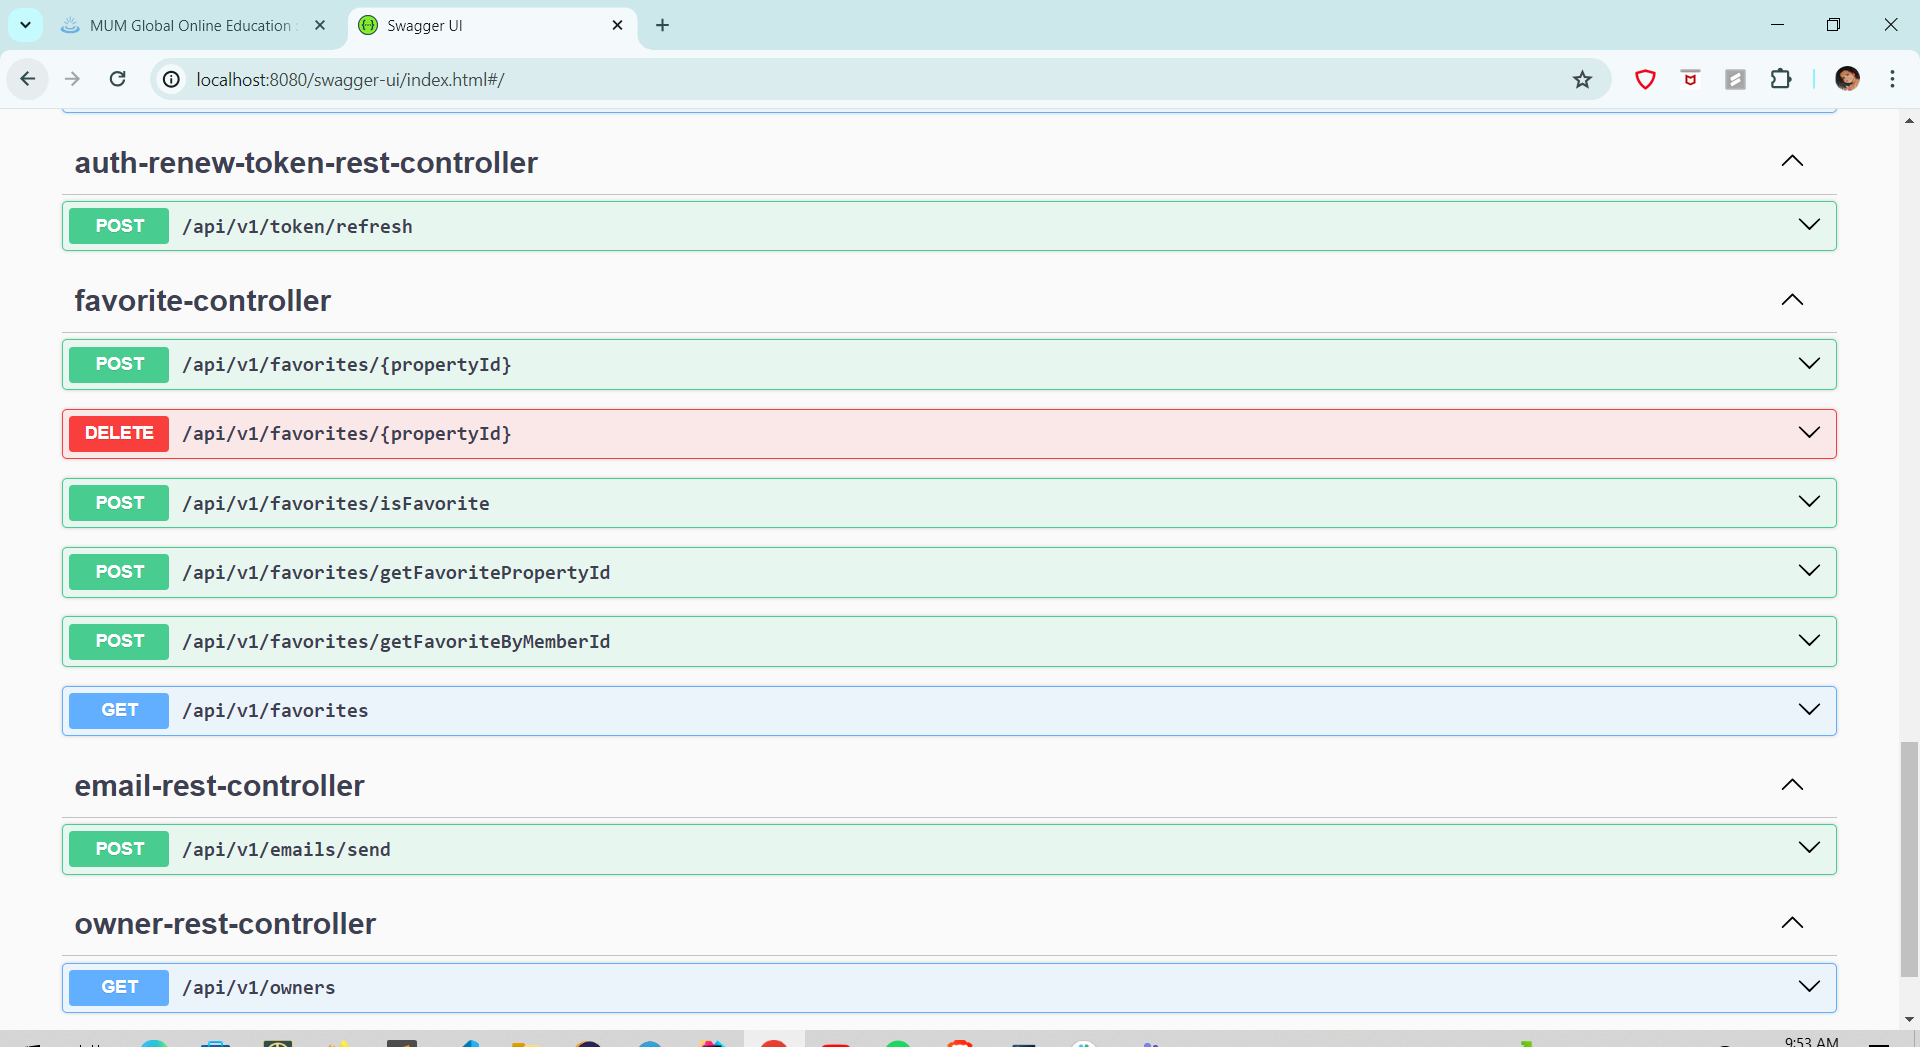 MUM Global Online Education
Swagger UI
localhost:8080/swagger-ui/index.html#/
auth-renew-token-rest-controller
POST /api/v1/token/refresh
favorite-controller
POST /api/v1/favorites/{propertyId}
DELETE /api/v1/favorites/{propertyId}
POST /api/v1/favorites/isFavorite
POST /api/v1/favorites/getFavoritePropertyId
POST /api/v1/favorites/getFavoriteByMemberId
GET /api/v1/favorites
email-rest-controller
POST /api/v1/emails/send
owner-rest-controller
GET /api/v1/owners
9:53 AM